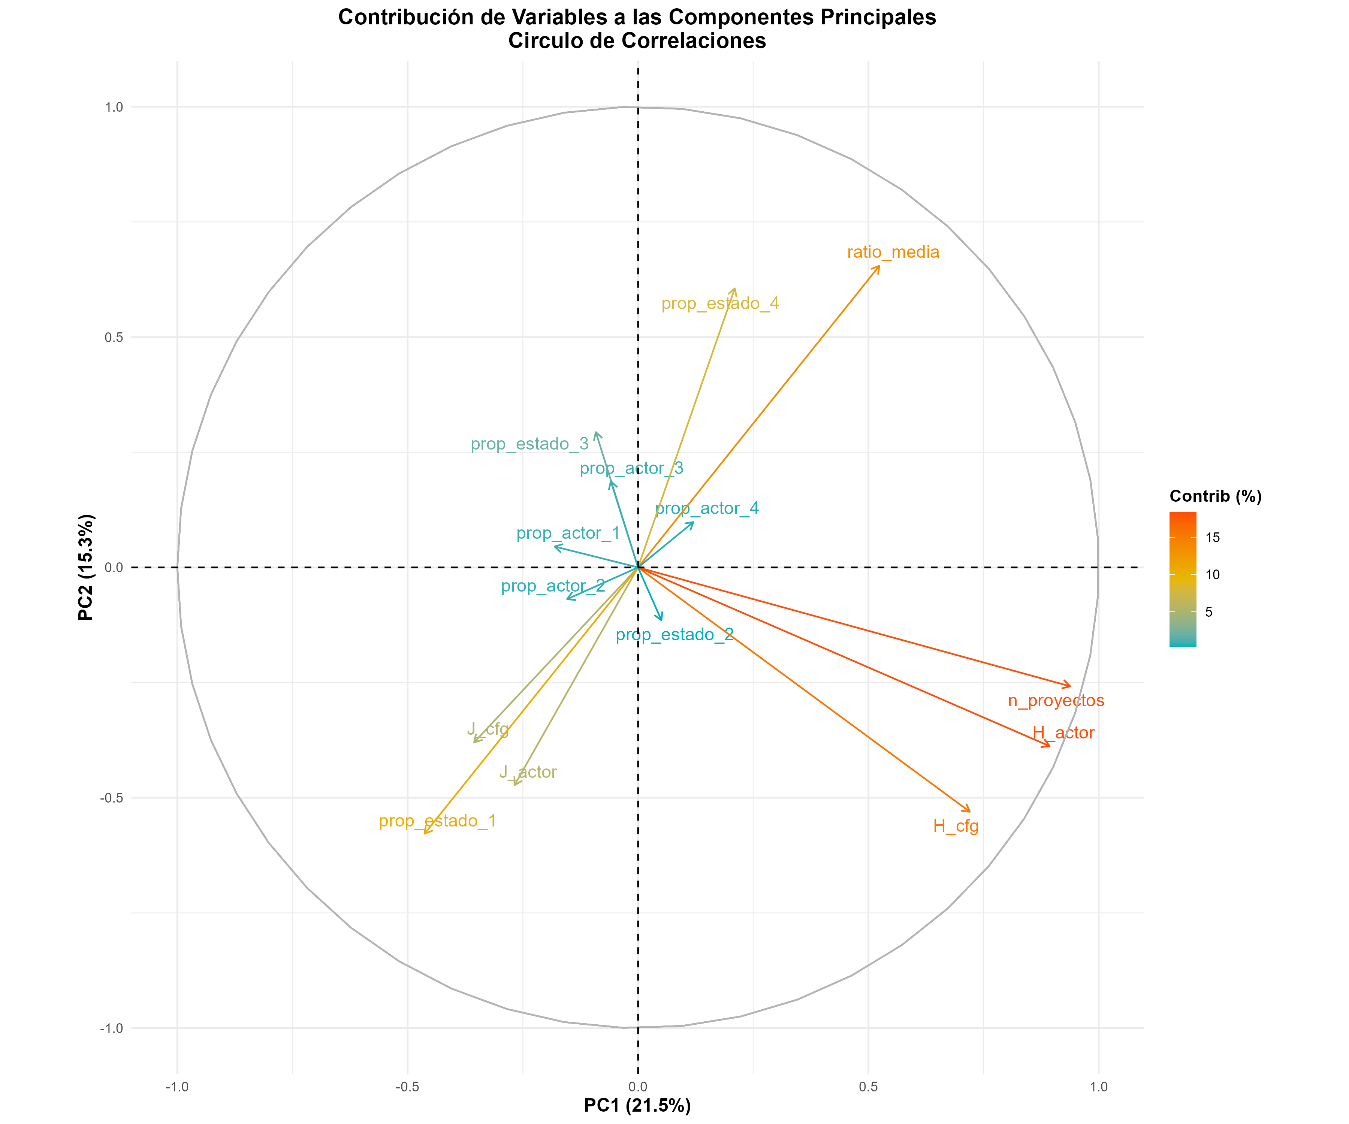 Contribución de Variables a las Componentes Principales
Circulo de Correlaciones
1.0
0.5
0.0
-0.5
-1.0
PC2 (15.3%)
ratio_media
prop_estado_4
prop_estado_3
prop_actor_3
prop_actor_4
prop_actor_1
prop_actor_2
prop_estado_2
n_proyectos
H_actor
J_cfg
J_actor
prop_estado_1
H_cfg
-1.0
-0.5
0.0
0.5
1.0
PC1 (21.5%)
Contrib (%)
15
10
5